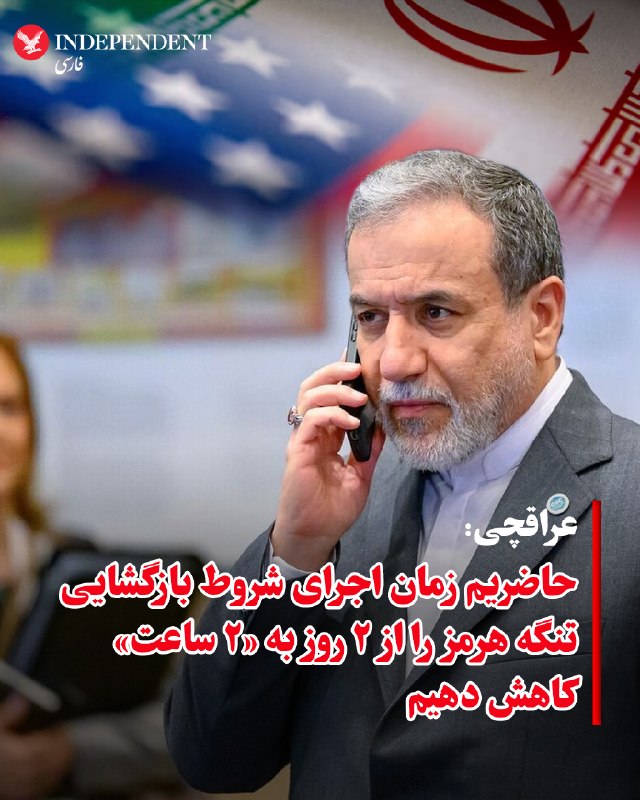 INDEPENDENT
فارسی
عراقچی:
حاضریم زمان اجرای شروط بازگشایی
تنگه هرمز را از ۲ روز به «۲ ساعت»
کاهش دهیم